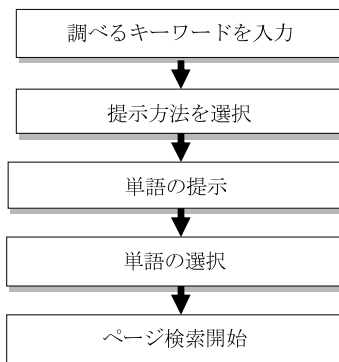 調べるキーワードを入力
提示方法を選択
単語の提示
単語の選択
ページ検索開始